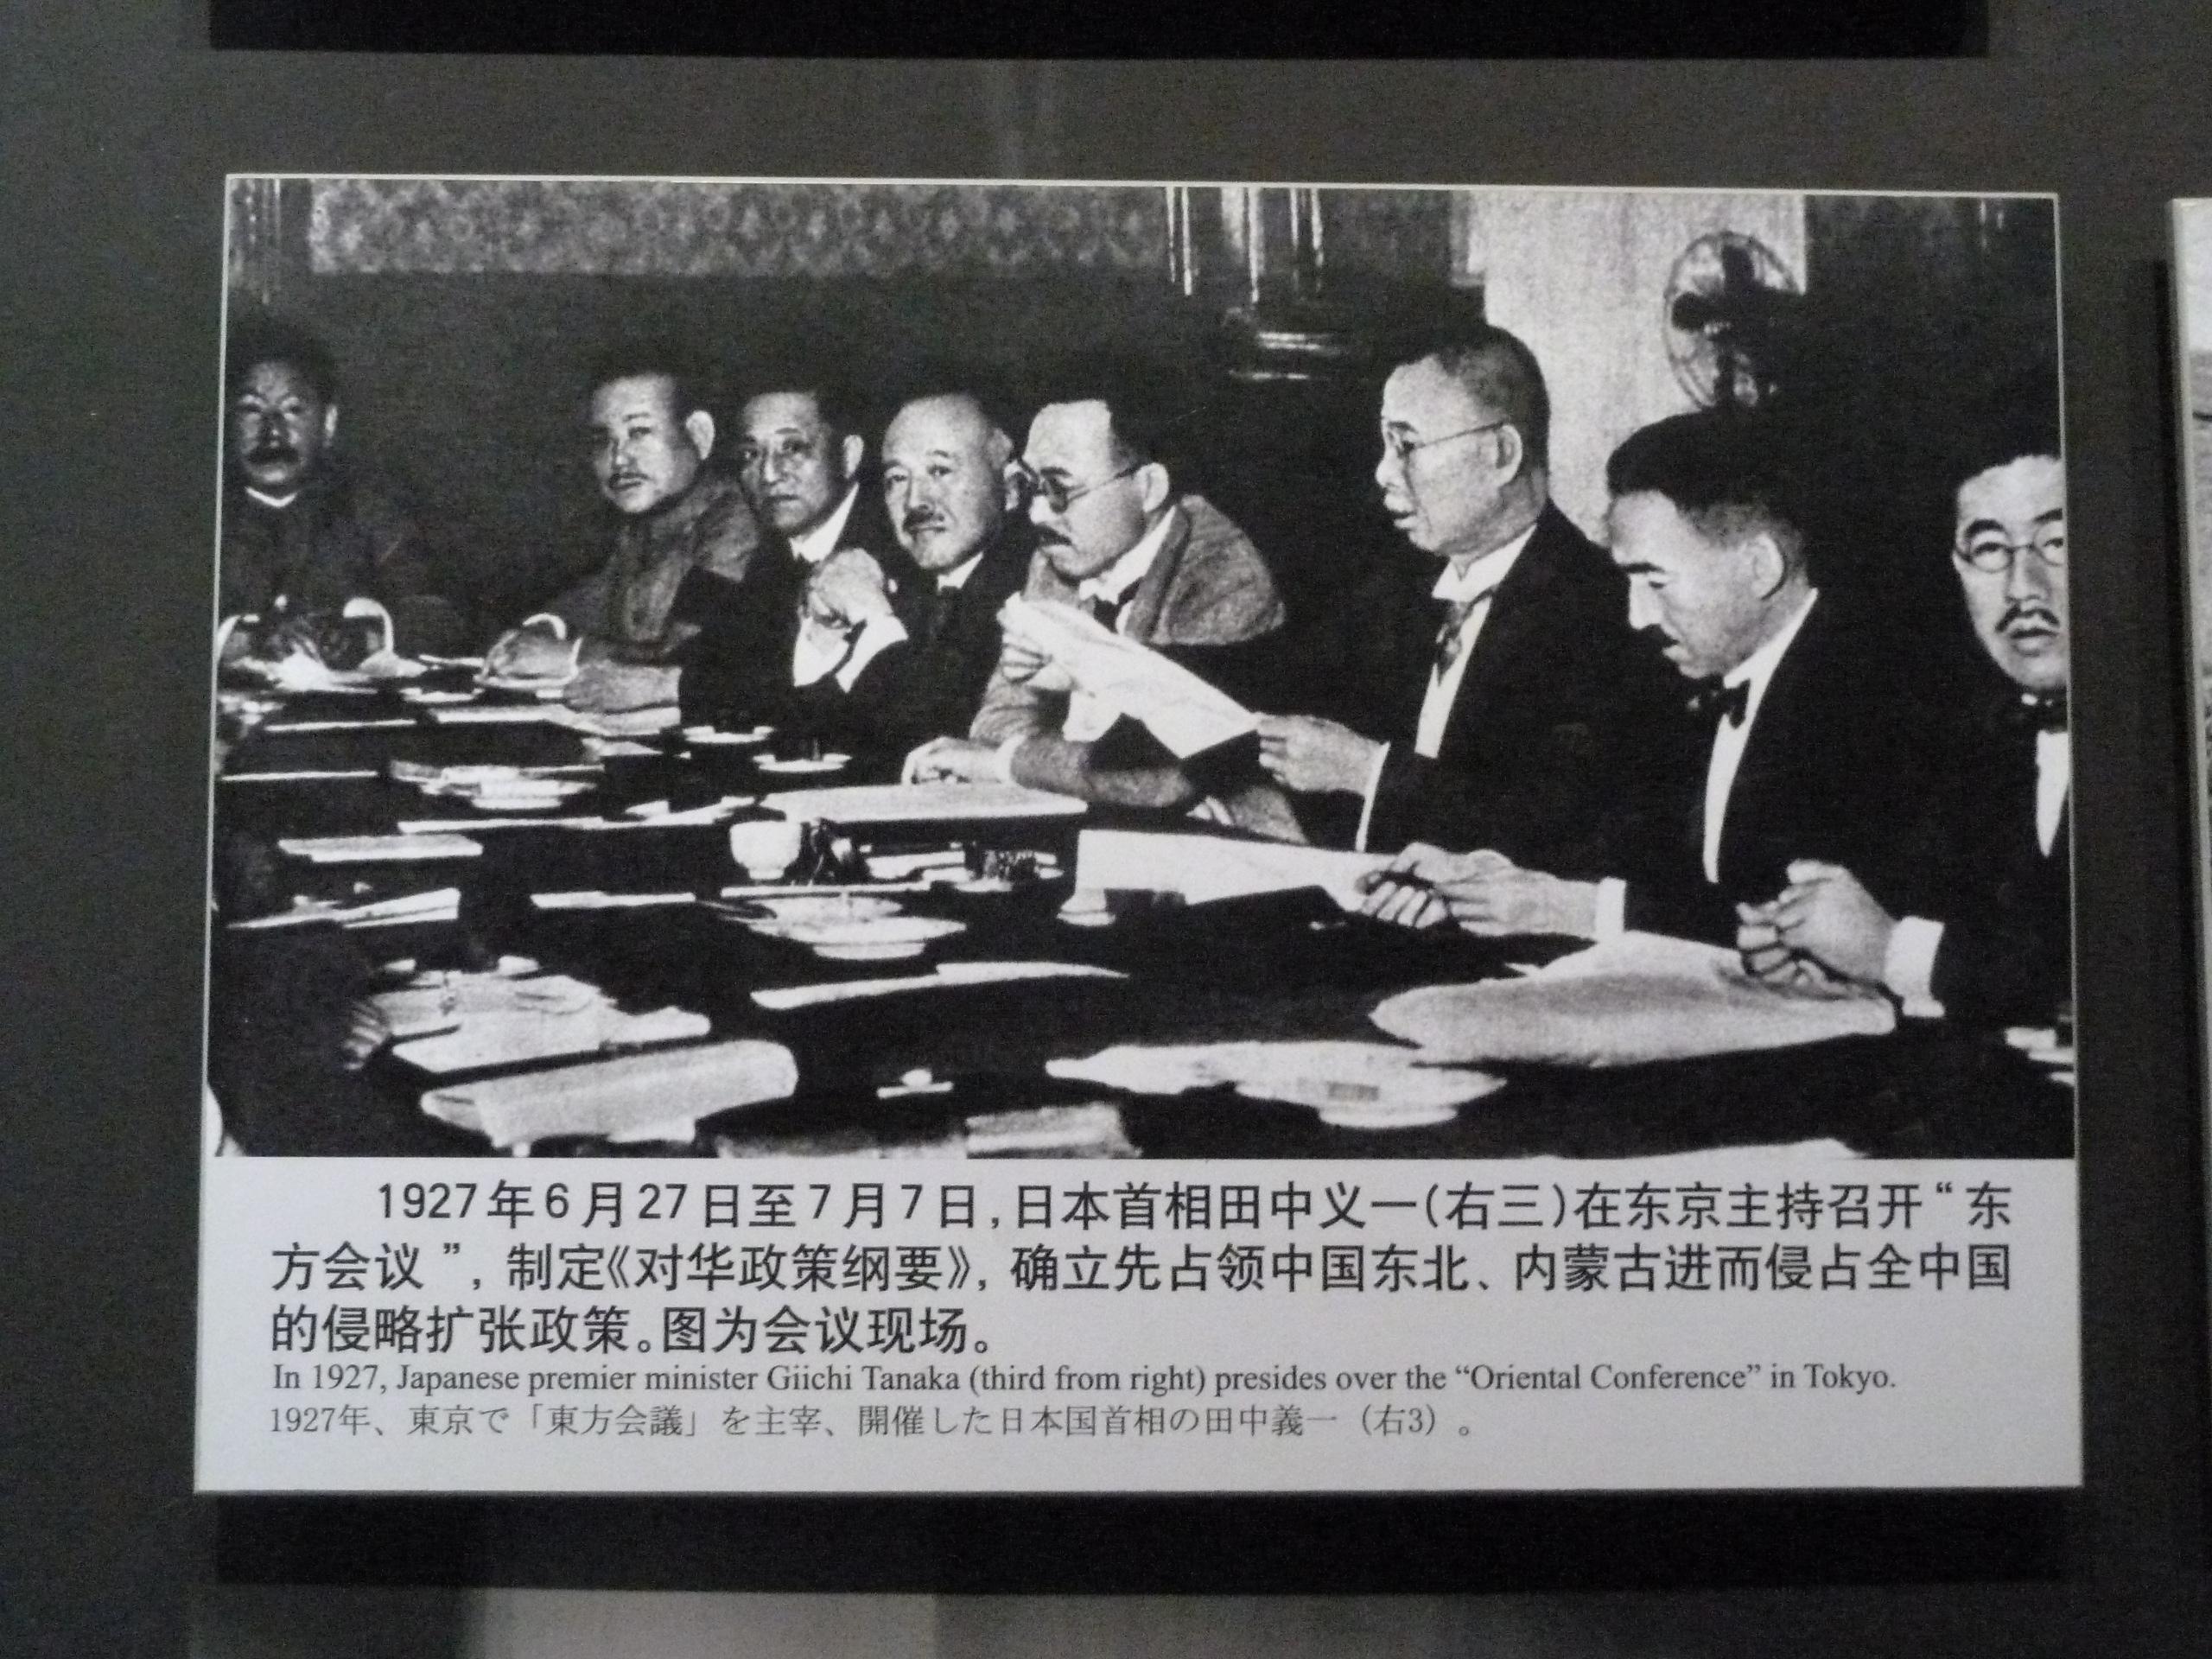 1927年6月27日至7月7日,日本首相田中义一(右三)在东京主持召开“东
方会议”,制定《对华政策纲要》,确立先占领中国东北、内蒙古进而侵占全中国
的侵略扩张政策。图为会议现场。
In 1927, Japanese premier minister Giichi Tanaka (third from right) presides over the “Oriental Conference” in Tokyo.
1927年、東京で「東方会議」を主宰、開催した日本国首相の田中義一（右3）。